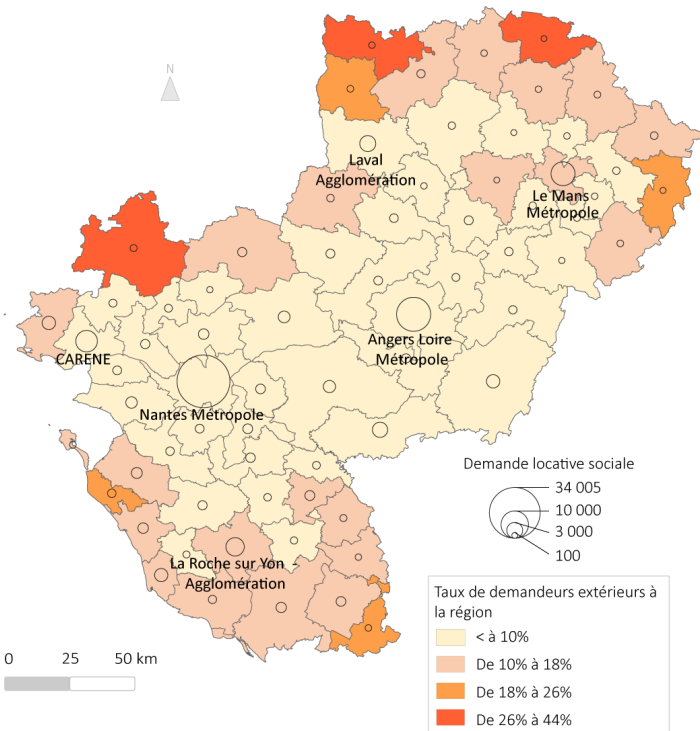 N
Laval
Agglomération
Le Mans
Métropole
CARENE
Angers Loire
Métropole
Nantes Métropole
La Roche sur Yon -
Agglomération
Demande locative sociale
34 005
10 000
3 000
100
Taux de demandeurs extérieurs à
la région
< à 10%
De 10% à 18%
De 18% à 26%
De 26% à 44%
0 25 50 km